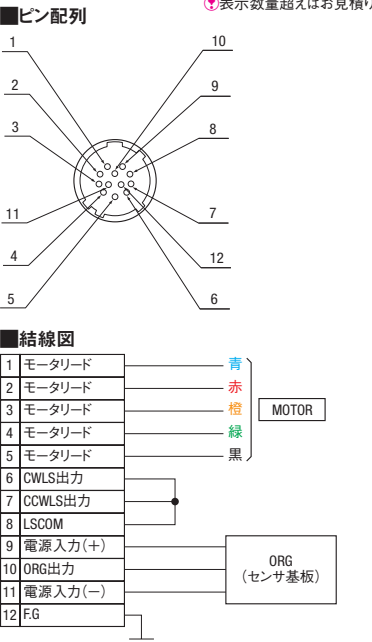 表示数量超えはお見積り
■ピン配列
1
10
2
9
3
8
11
7
4
12
5
6
■結線図
1 モータリード 青
2 モータリード 赤
3 モータリード 橙
4 モータリード 緑
5 モータリード 黒
MOTOR
6 CWLS出力
7 CCWLS出力
8 LSCOM
9 電源入力(+)
10 ORG出力
11 電源入力(−)
12 F.G
ORG
(センサ基板)